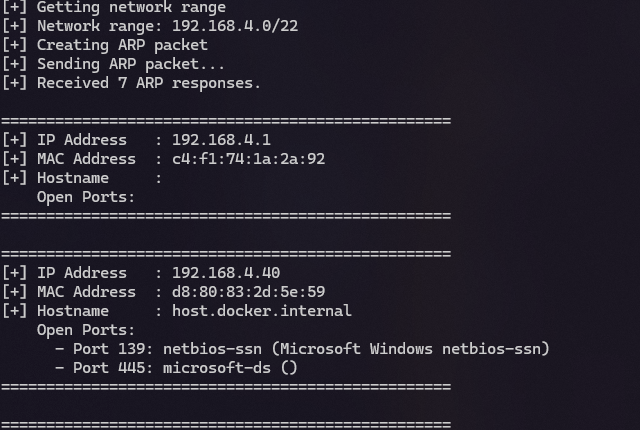 [+] Getting network range
[+] Network range: 192.168.4.0/22
[+] Creating ARP packet
[+] Sending ARP packet...
[+] Received 7 ARP responses.
==================================================
[+] IP Address   : 192.168.4.1
[+] MAC Address  : c4:f1:74:1a:2a:92
[+] Hostname     :
    Open Ports:
==================================================
==================================================
[+] IP Address   : 192.168.4.40
[+] MAC Address  : d8:80:83:2d:5e:59
[+] Hostname     : host.docker.internal
    Open Ports:
      - Port 139: netbios-ssn (Microsoft Windows netbios-ssn)
      - Port 445: microsoft-ds ()
==================================================
==================================================